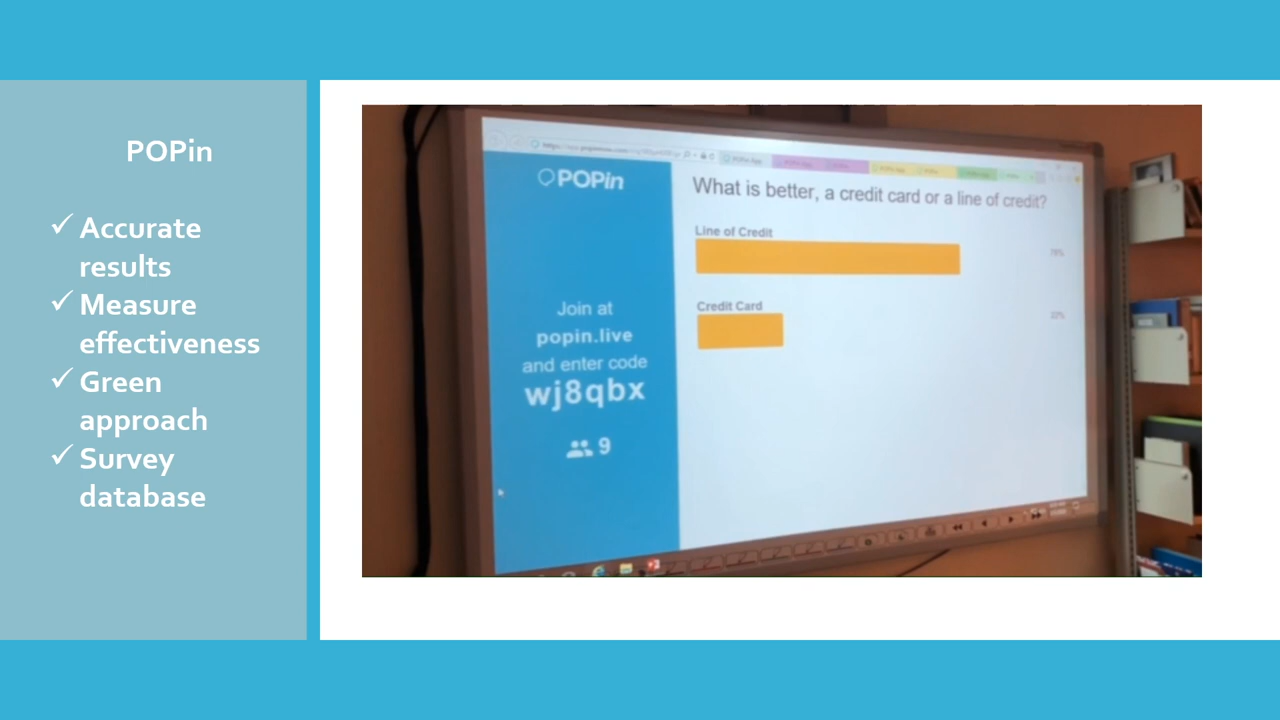 POPin
Accurate
results
Measure
effectiveness
Green
approach
Survey
database
POPin
Join at
popin.live
and enter code
wj8qbx
9
What is better, a credit card or a line of credit?
Line of Credit
Credit Card
22%